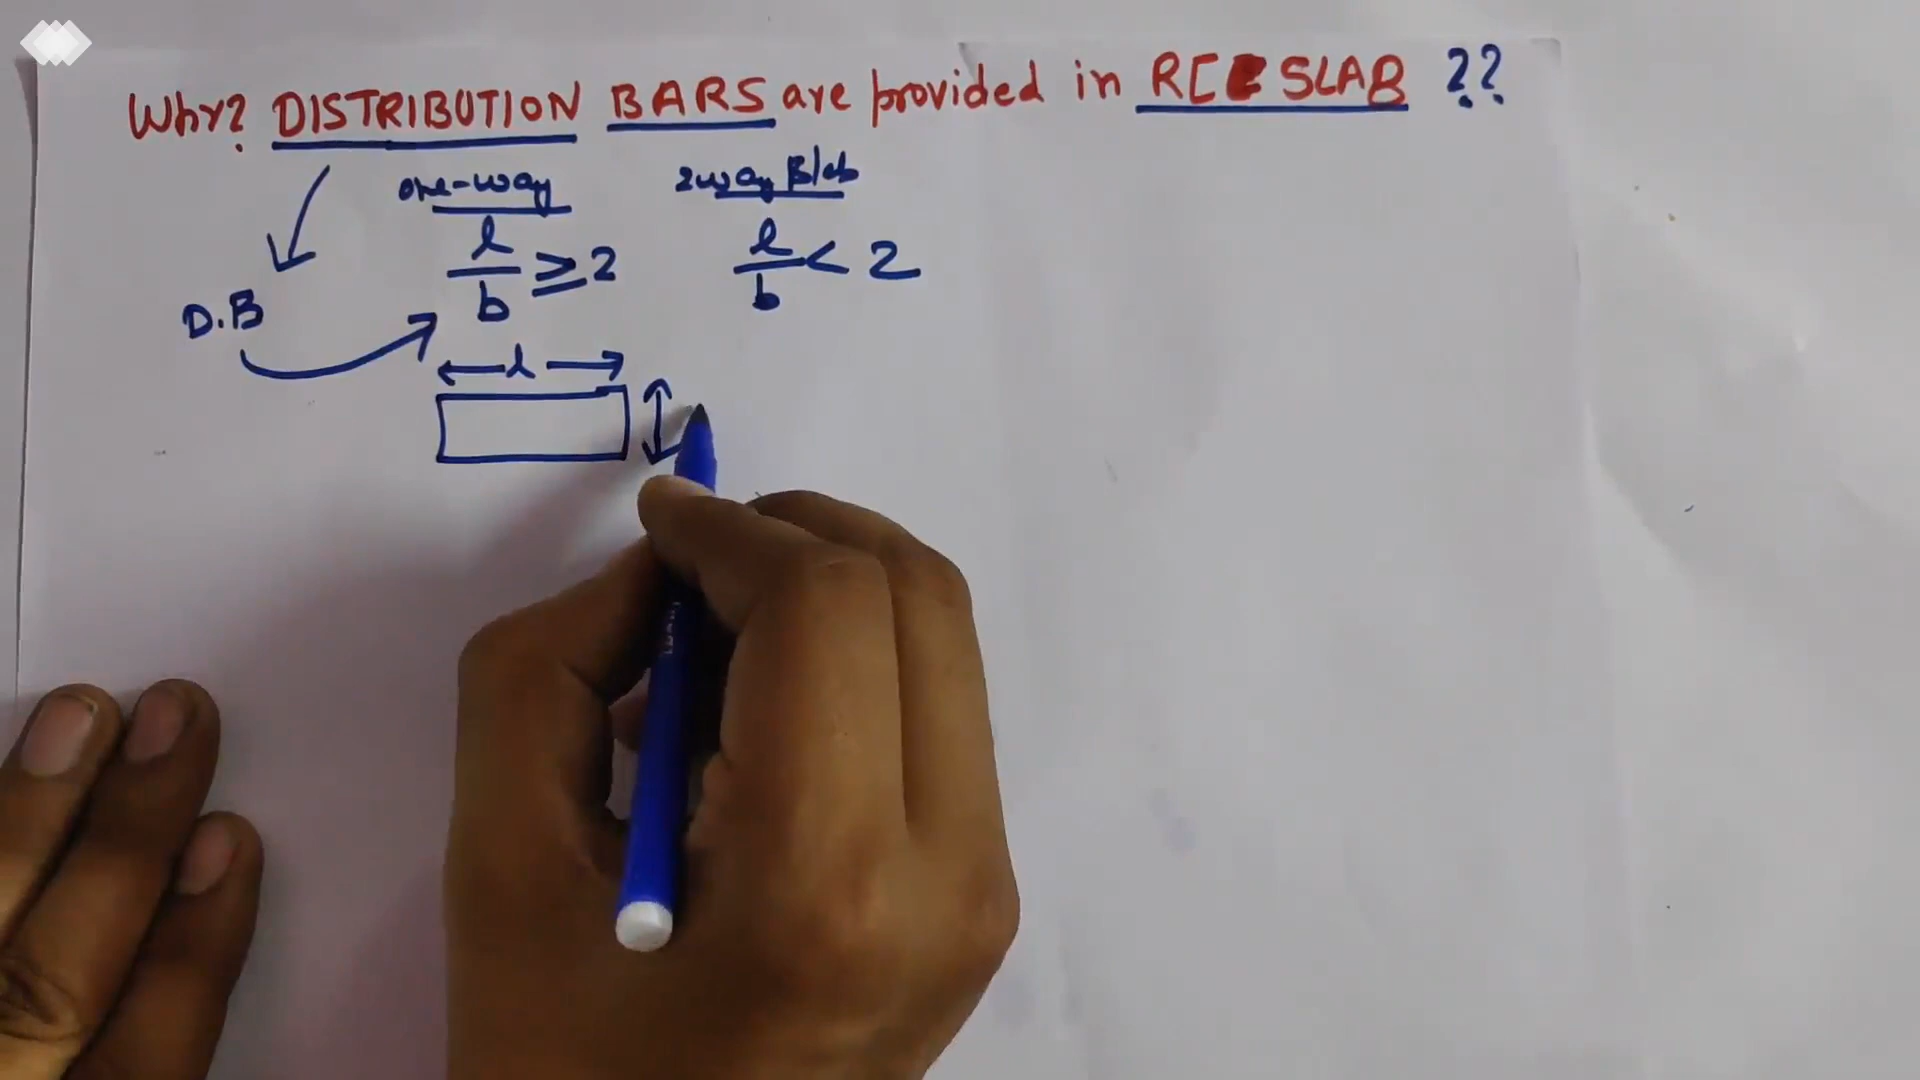 Why? DISTRIBUTION BARS are provided in RCC SLAB ??
one-way 2way Slab
l/b ≥ 2 l/b < 2
D.B
l